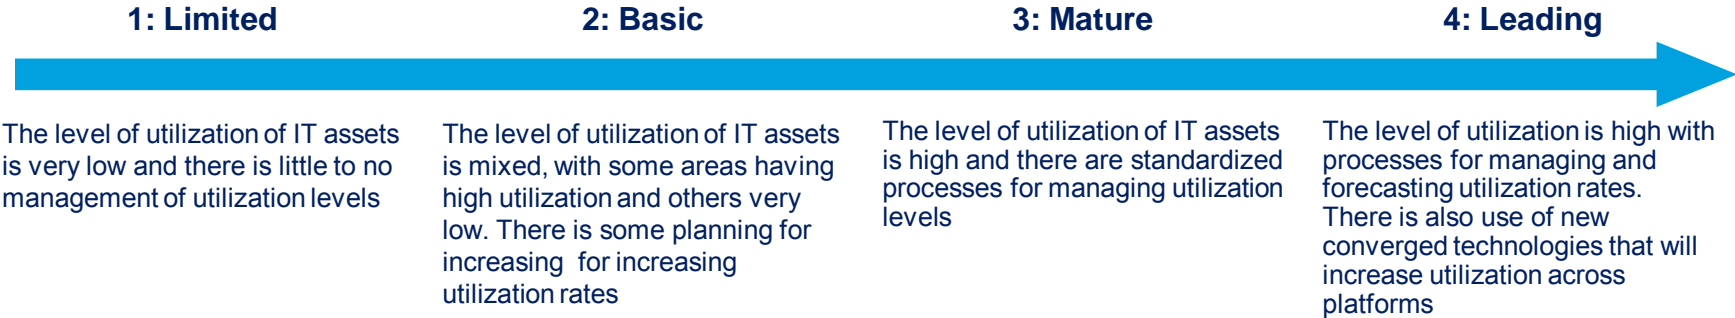 1: Limited
2: Basic
3: Mature
4: Leading
The level of utilization of IT assets
is very low and there is little to no
management of utilization levels
The level of utilization of IT assets
is mixed, with some areas having
high utilization and others very
low. There is some planning for
increasing for increasing
utilization rates
The level of utilization of IT assets
is high and there are standardized
processes for managing utilization
levels
The level of utilization is high with
processes for managing and
forecasting utilization rates.
There is also use of new
converged technologies that will
increase utilization across
platforms